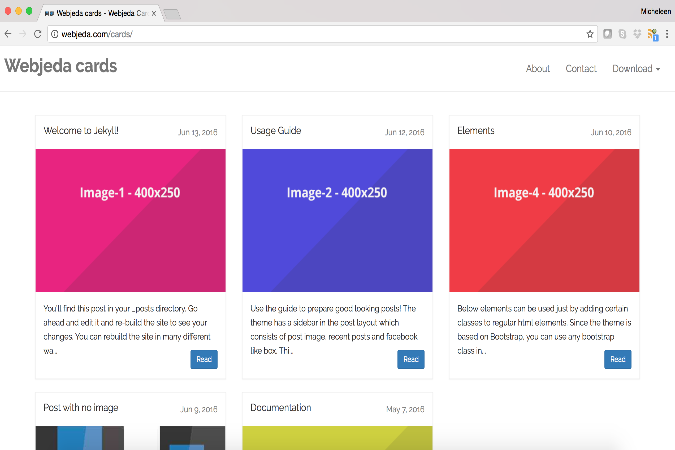 Webjeda cards - Webjeda Car
Micheleen
webjeda.com/cards/
Webjeda cards
About Contact Download
Welcome to Jekyll! Jun 13, 2016
Image-1 - 400x250
You'll find this post in your _posts directory. Go
ahead and edit it and re-build the site to see your
changes. You can rebuild the site in many different
wa...
Read
Usage Guide Jun 12, 2016
Image-2 - 400x250
Use the guide to prepare good looking posts! The
theme has a sidebar in the post layout which
consists of post image, recent posts and facebook
like box. Thi...
Read
Elements Jun 10, 2016
Image-4 - 400x250
Below elements can be used just by adding certain
classes to regular html elements. Since the theme is
based on Bootstrap, you can use any bootstrap
class in...
Read
Post with no image Jun 9, 2016
Documentation May 7, 2016